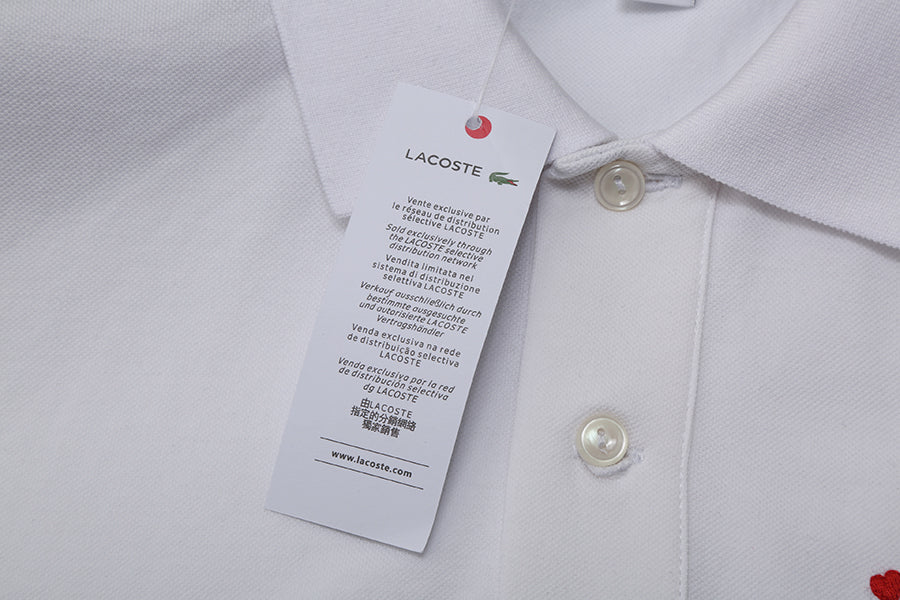 LACOSTE
Vente exclusive par
le réseau de distribution
sélective LACOSTE
Sold exclusively through
the LACOSTE selective
distribution network
Vendita limitata nel
sistema di distribuzione
selettiva LACOSTE
Verkauf ausschließlich durch
bestimmte ausgesuchte
und autorisierte LACOSTE
Vertragshändler
Venda exclusiva na rede
de distribuição selectiva
LACOSTE
Venda exclusiva por la red
de distribución selectiva
dg LACOSTE
由LACOSTE
指定的分銷網絡
獨家銷售
www.lacoste.com